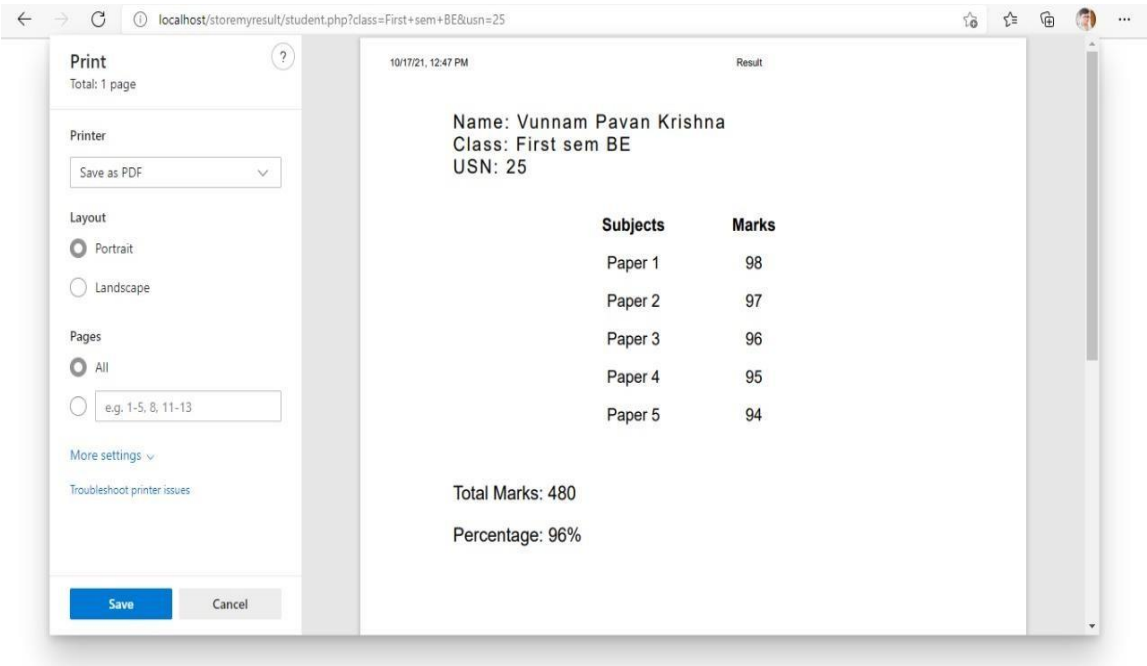 localhost/storemyresult/student.php?class=First+sem+BE&usn=25
Print
?
Total: 1 page
Printer
Save as PDF
Layout
Portrait
Landscape
Pages
All
e.g. 1-5, 8, 11-13
More settings
Troubleshoot printer issues
Save Cancel
10/17/21, 12:47 PM Result
Name: Vunnam Pavan Krishna
Class: First sem BE
USN: 25
Subjects Marks
Paper 1 98
Paper 2 97
Paper 3 96
Paper 4 95
Paper 5 94
Total Marks: 480
Percentage: 96%